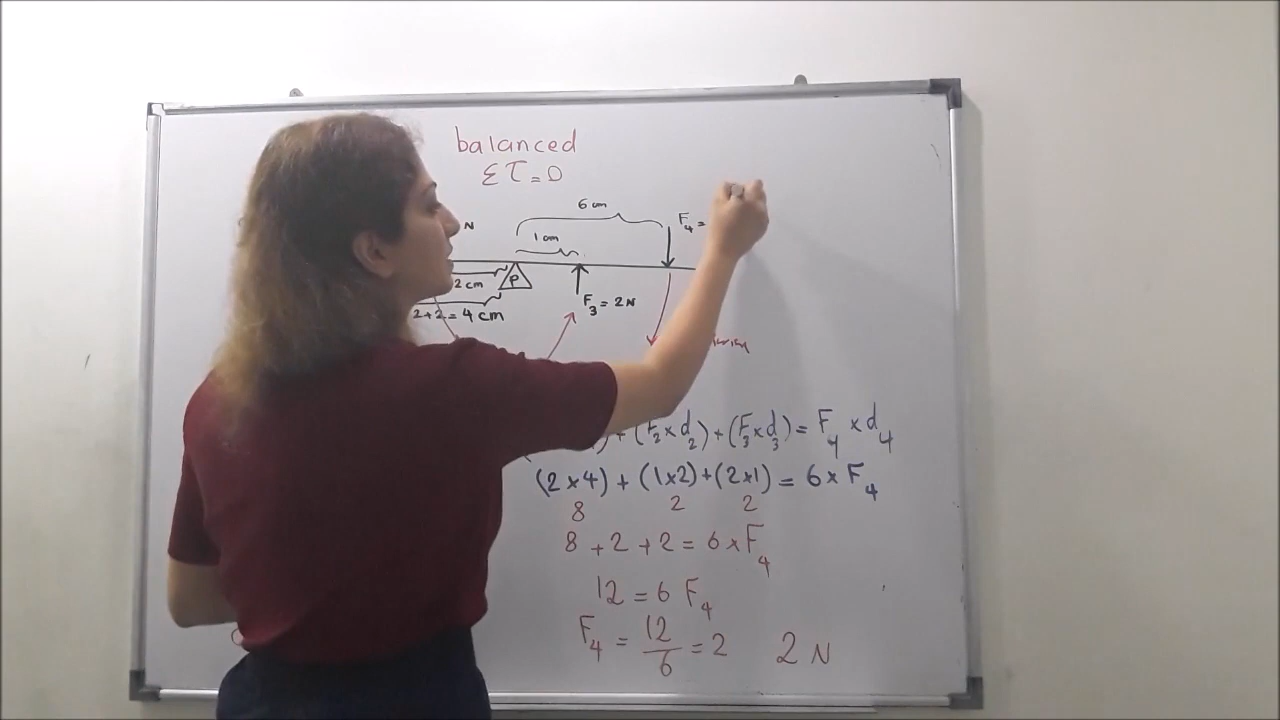 balanced
Στ=0
6 cm
N
F₄ =
1 cm
2 cm
P
F₃ = 2 N
2+2=4 cm
+(F₂×d₂)+(F₃×d₃)=F₄×d₄
(2×4)+(1×2)+(2×1)=6×F₄
8 2 2
8+2+2=6×F₄
12=6 F₄
F₄ = 12/6 = 2 2 N